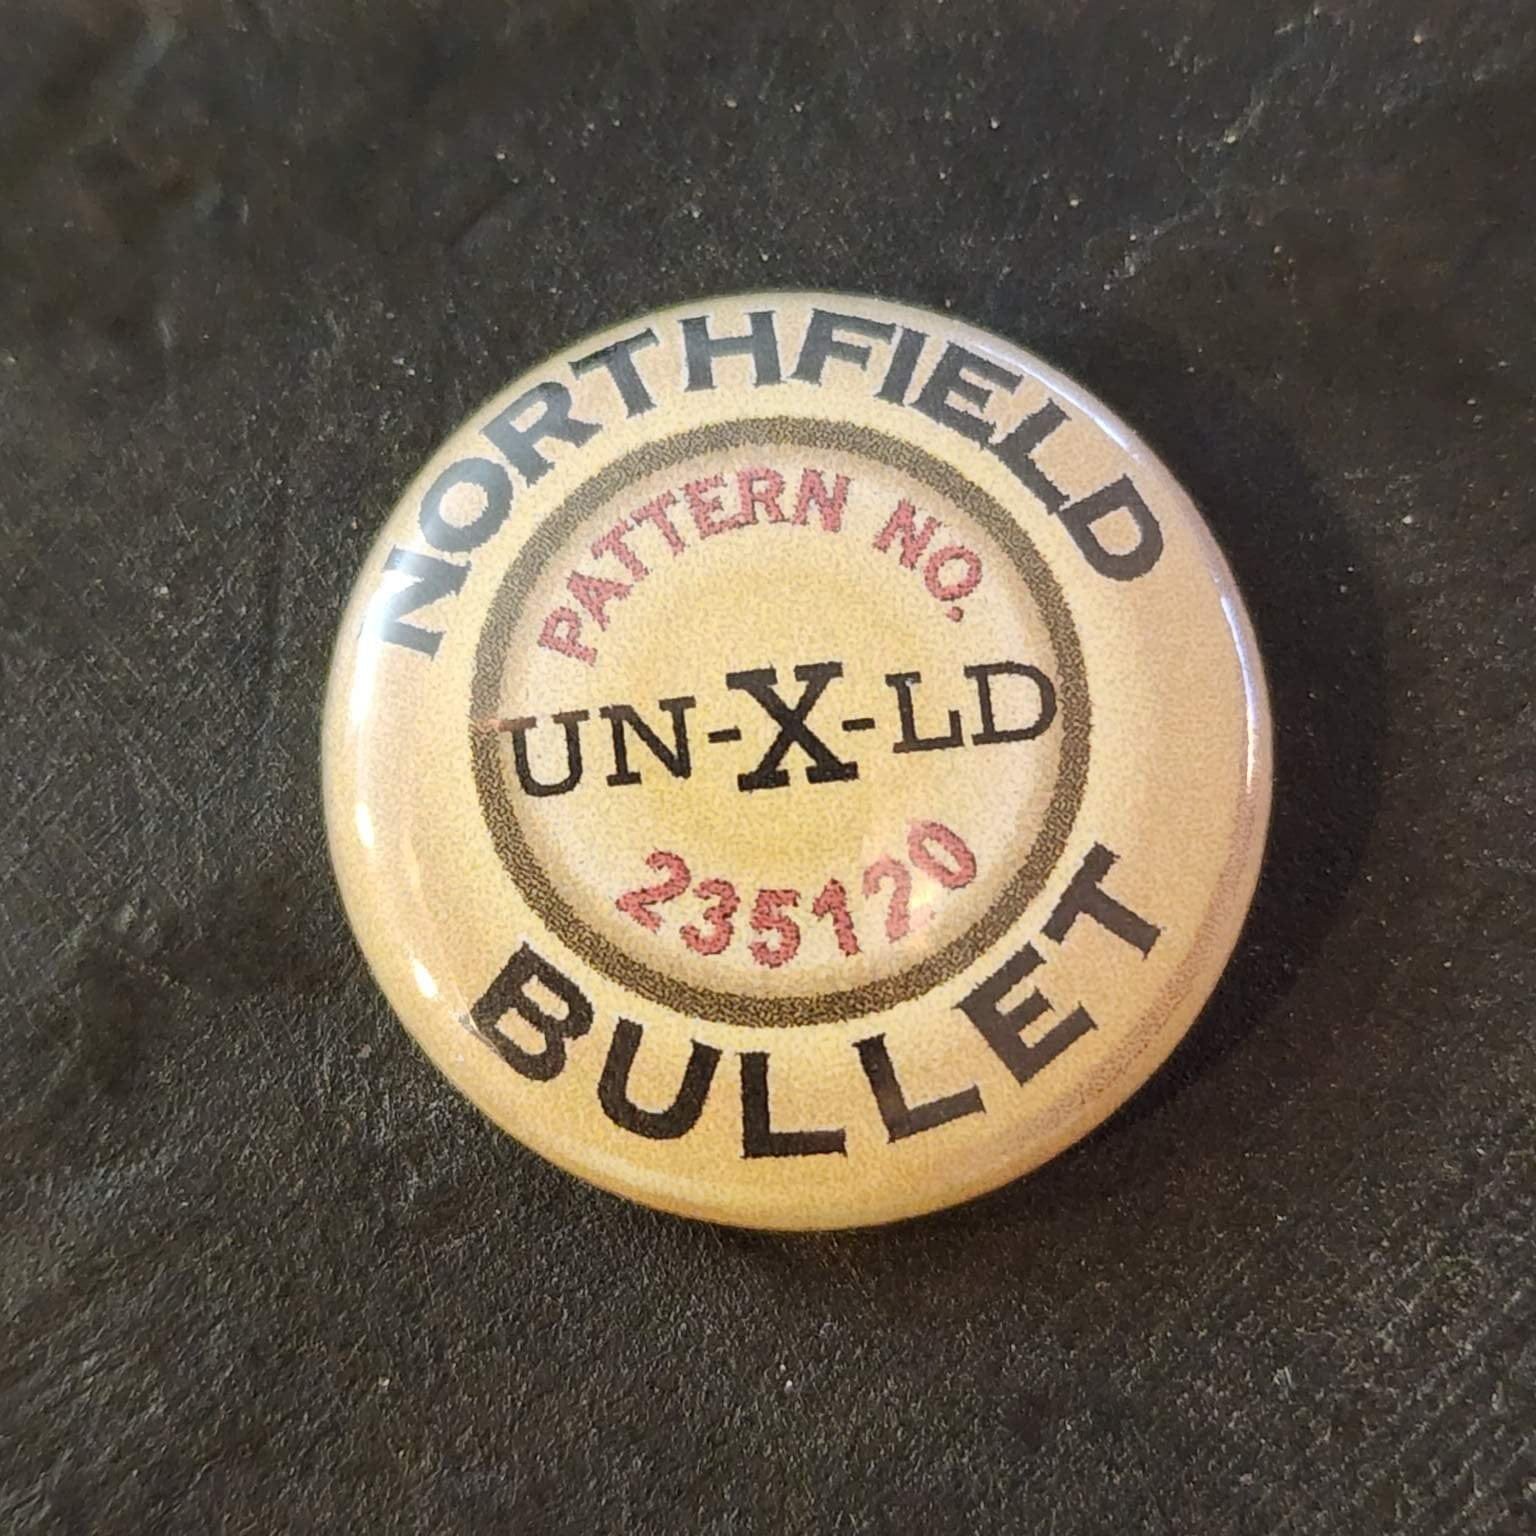 NORTHFIELD
PATTERN NO.
UN-X-LD
235120
BULLET